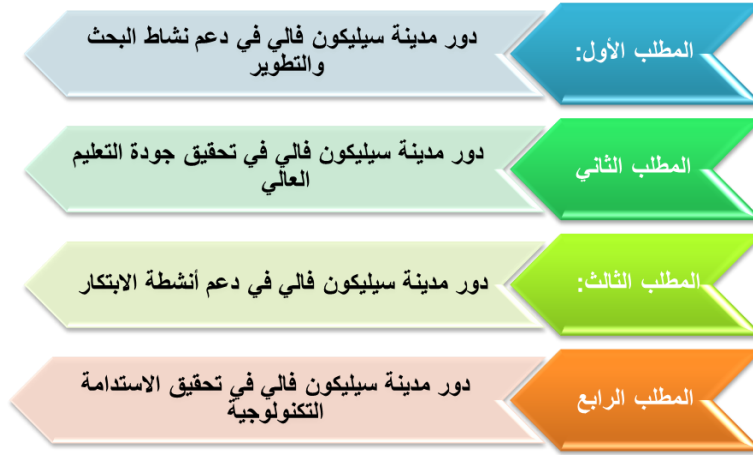 المطلب الأول:
دور مدينة سيليكون فالي في دعم نشاط البحث
والتطوير
المطلب الثاني
دور مدينة سيليكون فالي في تحقيق جودة التعليم
العالي
المطلب الثالث:
دور مدينة سيليكون فالي في دعم أنشطة الابتكار
المطلب الرابع
دور مدينة سيليكون فالي في تحقيق الاستدامة
التكنولوجية